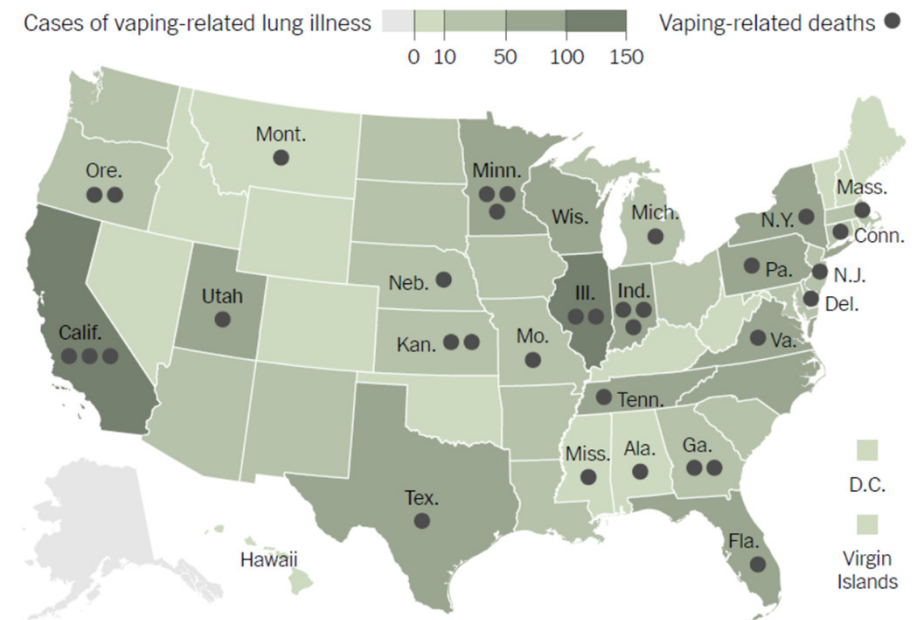 Cases of vaping-related lung illness
0 10 50 100 150
Vaping-related deaths
Mont.
Ore.
Minn.
Wis.
Mich.
Mass.
N.Y.
Conn.
Neb.
Pa.
N.J.
Utah
Ill.
Ind.
Del.
Calif.
Kan.
Mo.
Va.
Tenn.
Miss.
Ala.
Ga.
Tex.
D.C.
Fla.
Hawaii
Virgin
Islands